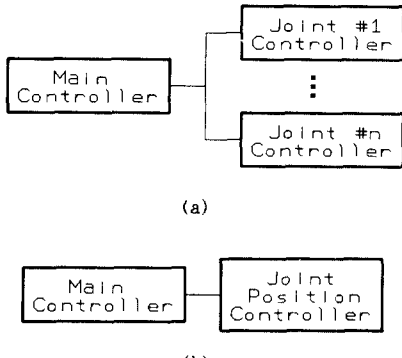 Joint #1
Controller
Main
Controller
Joint #n
Controller
(a)
Main
Controller
Joint
Position
Controller